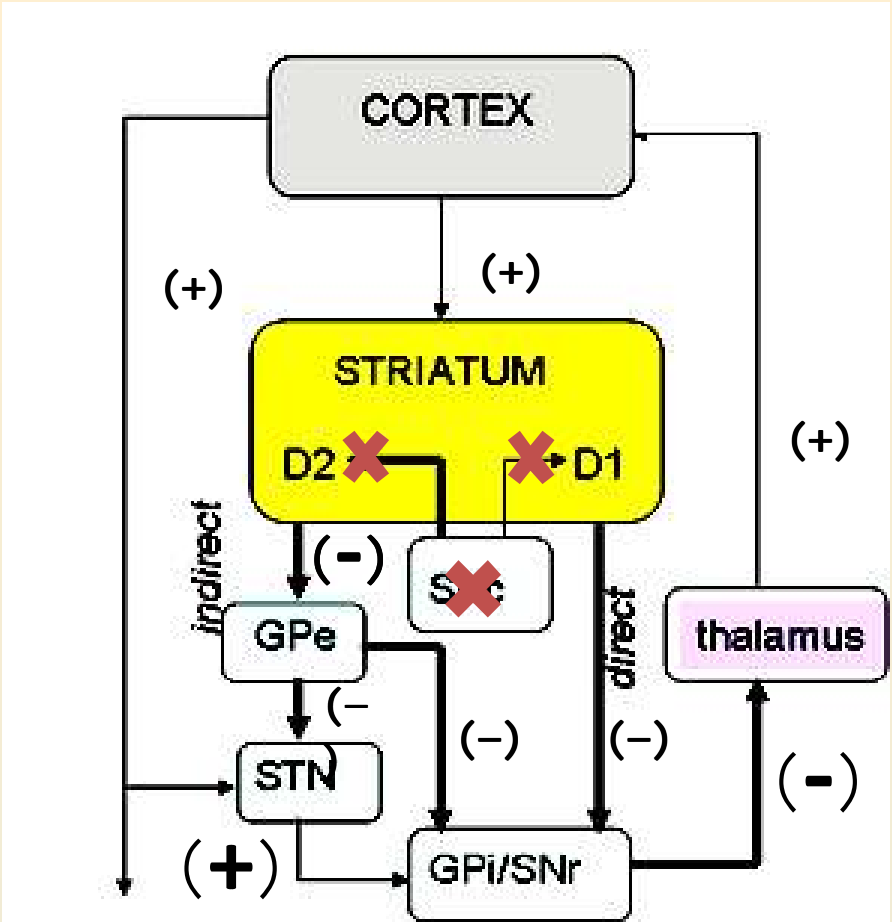 CORTEX
(+)
(+)
STRIATUM
(+)
D2
D1
indirect
(-)
direct
GPe
thalamus
(–
)
(–)
(–)
STN
(-)
(+)
GPi/SNr